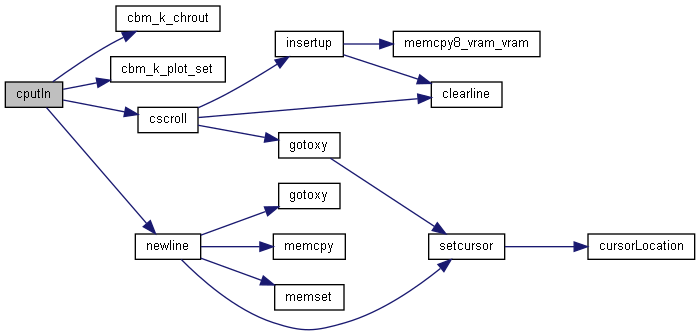 cputln
cbm_k_chrout
cbm_k_plot_set
cscroll
insertup
memcpy8_vram_vram
clearline
gotoxy
newline
gotoxy
memcpy
memset
setcursor
cursorLocation